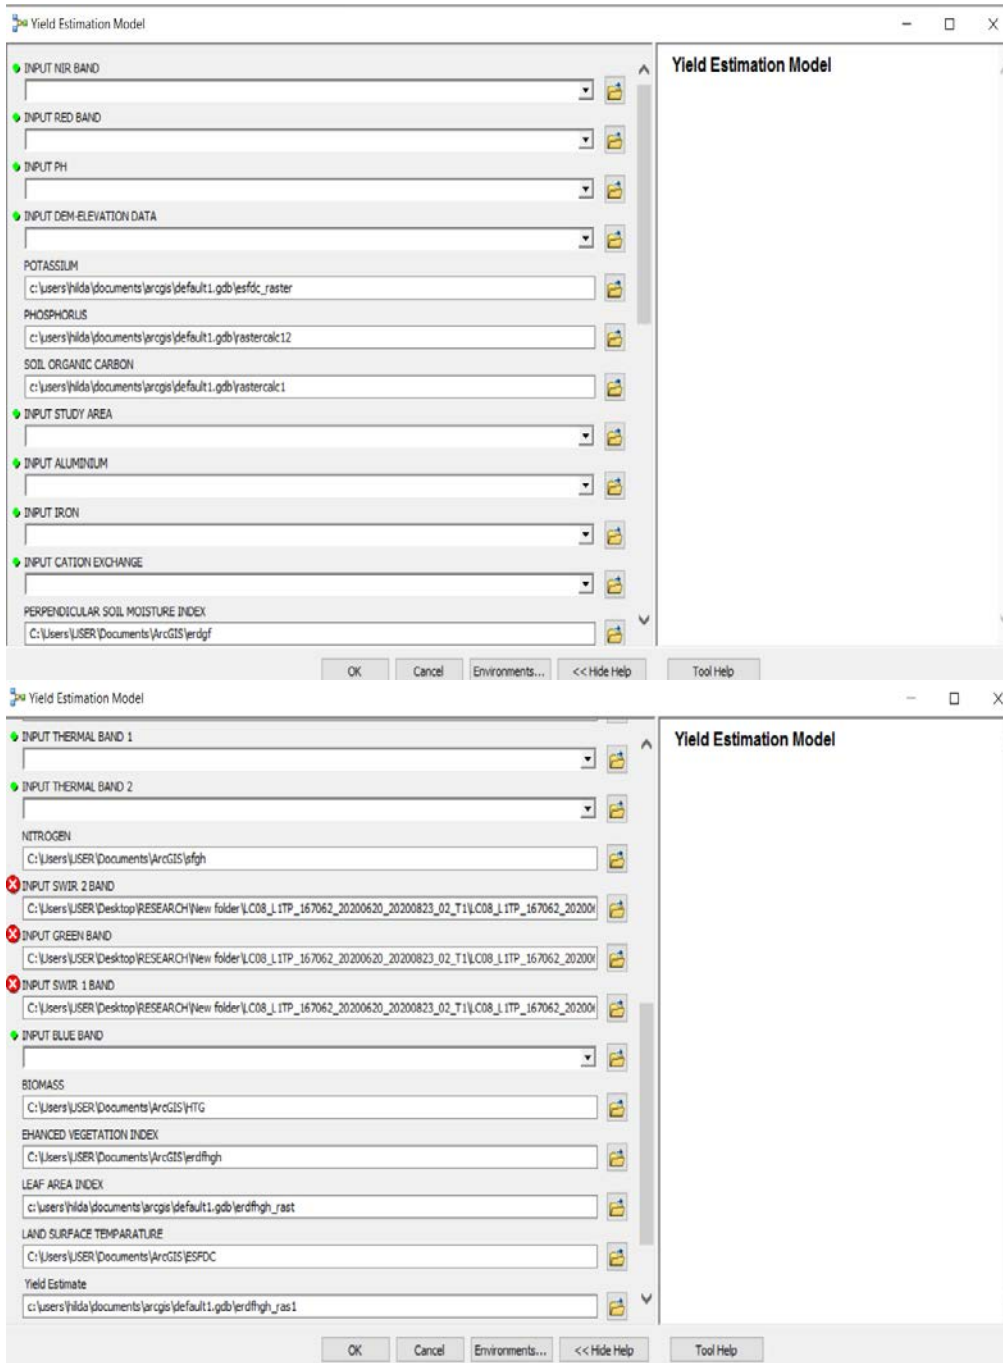 Yield Estimation Model
INPUT NIR BAND
INPUT RED BAND
INPUT PH
INPUT DEM-ELEVATION DATA
POTASSIUM
c:\users\hilda\documents\arcgis\default1.gdb\esfdc_raster
PHOSPHORUS
c:\users\hilda\documents\arcgis\default1.gdb\rastercalc12
SOIL ORGANIC CARBON
c:\users\hilda\documents\arcgis\default1.gdb\rastercalc1
INPUT STUDY AREA
INPUT ALUMINIUM
INPUT IRON
INPUT CATION EXCHANGE
PERPENDICULAR SOIL MOISTURE INDEX
C:\Users\USER\Documents\ArcGIS\erdgf
Yield Estimation Model
OK Cancel Environments... << Hide Help Tool Help
Yield Estimation Model
INPUT THERMAL BAND 1
INPUT THERMAL BAND 2
NITROGEN
C:\Users\USER\Documents\ArcGIS\sfgh
INPUT SWIR 2 BAND
C:\Users\USER\Desktop\RESEARCH\New folder\LC08_L1TP_167062_20200620_20200823_02_T1\LC08_L1TP_167062_20200
INPUT GREEN BAND
C:\Users\USER\Desktop\RESEARCH\New folder\LC08_L1TP_167062_20200620_20200823_02_T1\LC08_L1TP_167062_20200
INPUT SWIR 1 BAND
C:\Users\USER\Desktop\RESEARCH\New folder\LC08_L1TP_167062_20200620_20200823_02_T1\LC08_L1TP_167062_20200
INPUT BLUE BAND
BIOMASS
C:\Users\USER\Documents\ArcGIS\HTG
EHANCED VEGETATION INDEX
C:\Users\USER\Documents\ArcGIS\erdfhgh
LEAF AREA INDEX
c:\users\hilda\documents\arcgis\default1.gdb\erdfhgh_rast
LAND SURFACE TEMPARATURE
C:\Users\USER\Documents\ArcGIS\ESFDC
Yield Estimate
c:\users\hilda\documents\arcgis\default1.gdb\erdfhgh_ras1
Yield Estimation Model
OK Cancel Environments... << Hide Help Tool Help